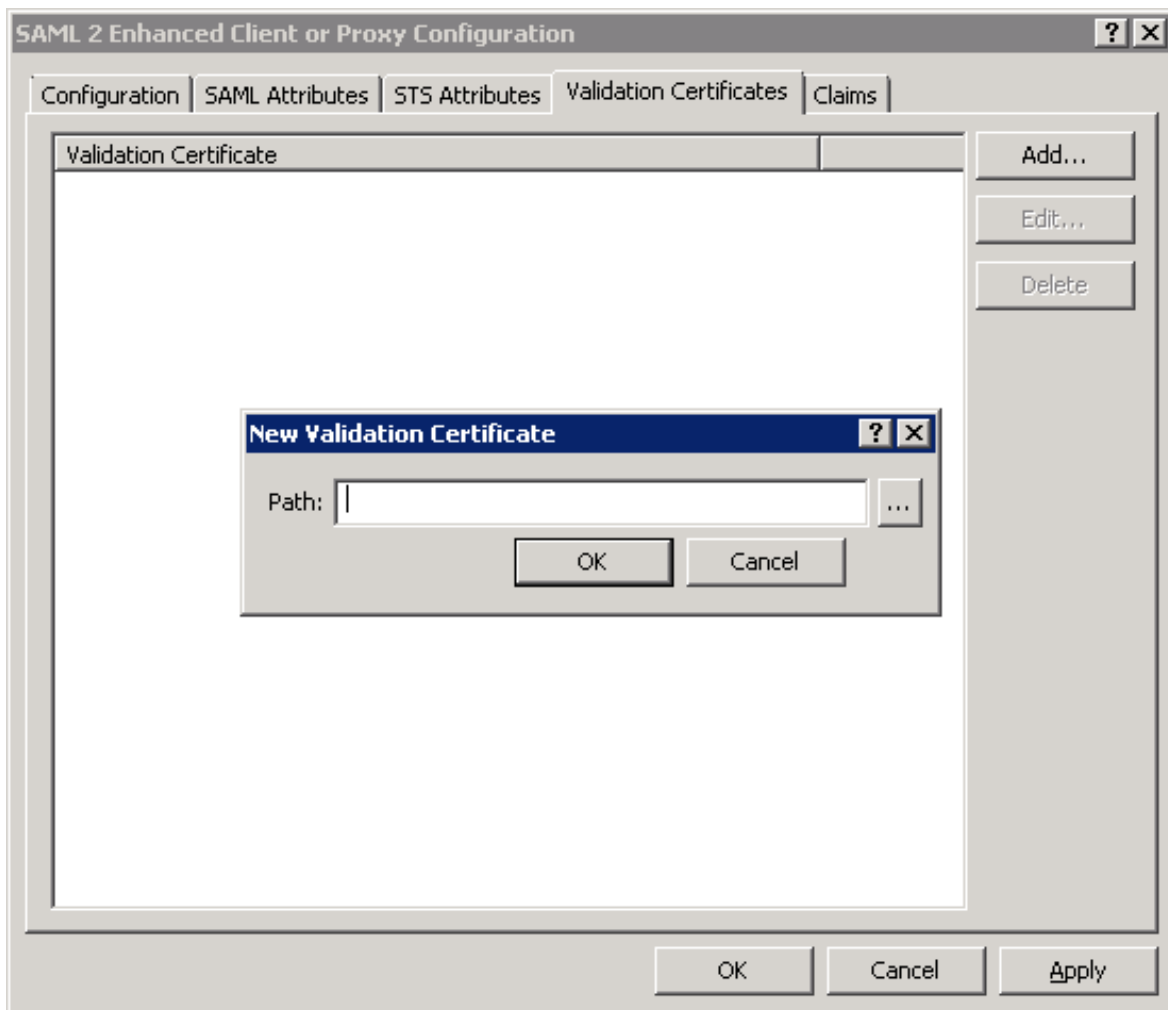 SAML 2 Enhanced Client or Proxy Configuration
Configuration SAML Attributes STS Attributes Validation Certificates Claims
Validation Certificate
Add...
Edit...
Delete
New Validation Certificate
Path:
...
OK Cancel
OK Cancel Apply